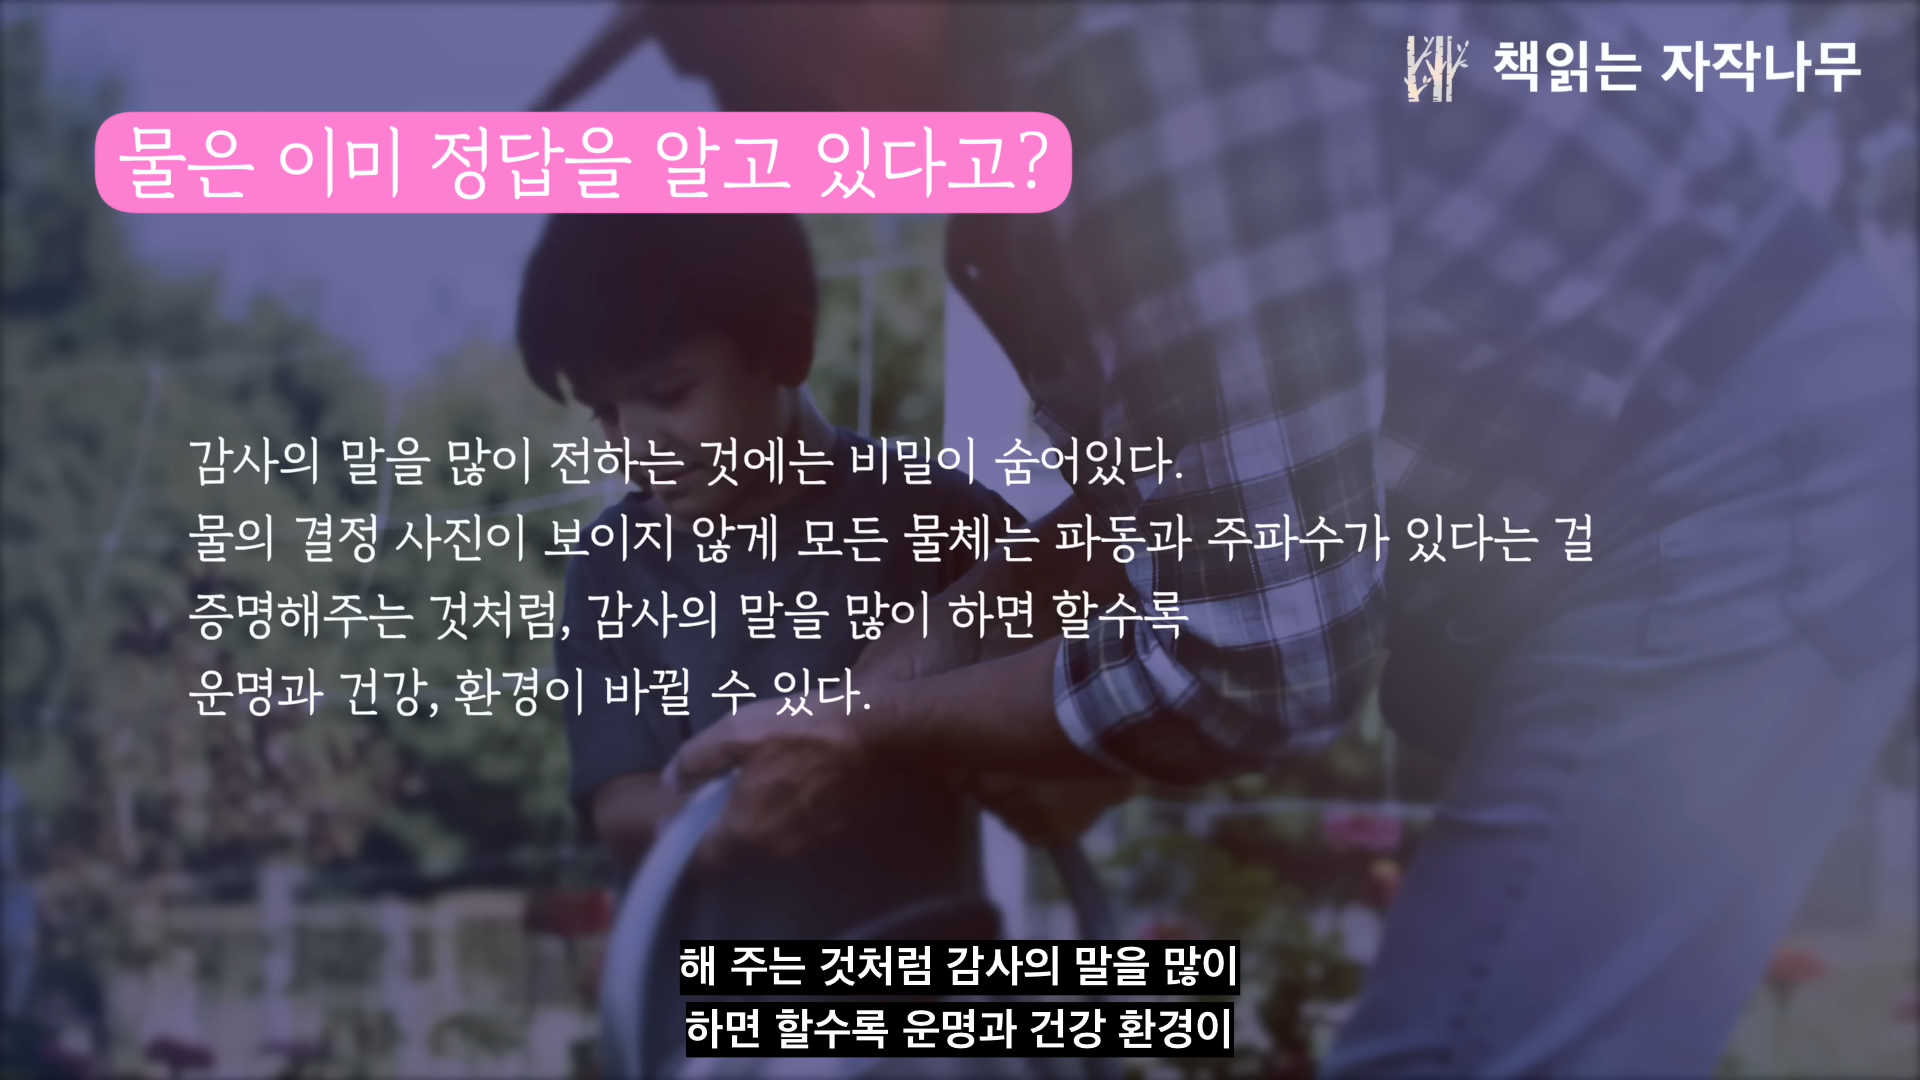 책읽는 자작나무
물은 이미 정답을 알고 있다고?
감사의 말을 많이 전하는 것에는 비밀이 숨어있다.
물의 결정 사진이 보이지 않게 모든 물체는 파동과 주파수가 있다는 걸
증명해주는 것처럼, 감사의 말을 많이 하면 할수록
운명과 건강, 환경이 바뀔 수 있다.
해 주는 것처럼 감사의 말을 많이
하면 할수록 운명과 건강 환경이